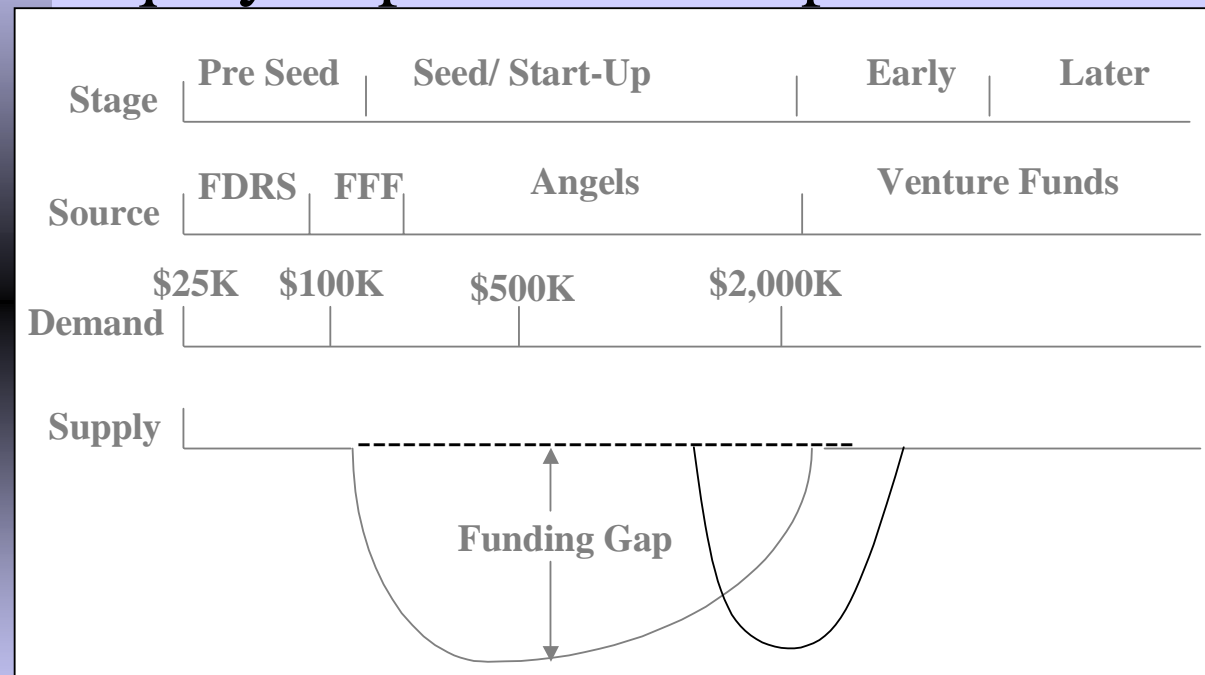 Pre Seed Seed/ Start-Up Early Later
Stage
FDRS FFF Angels Venture Funds
Source
$25K $100K $500K $2,000K
Demand
Supply
Funding Gap